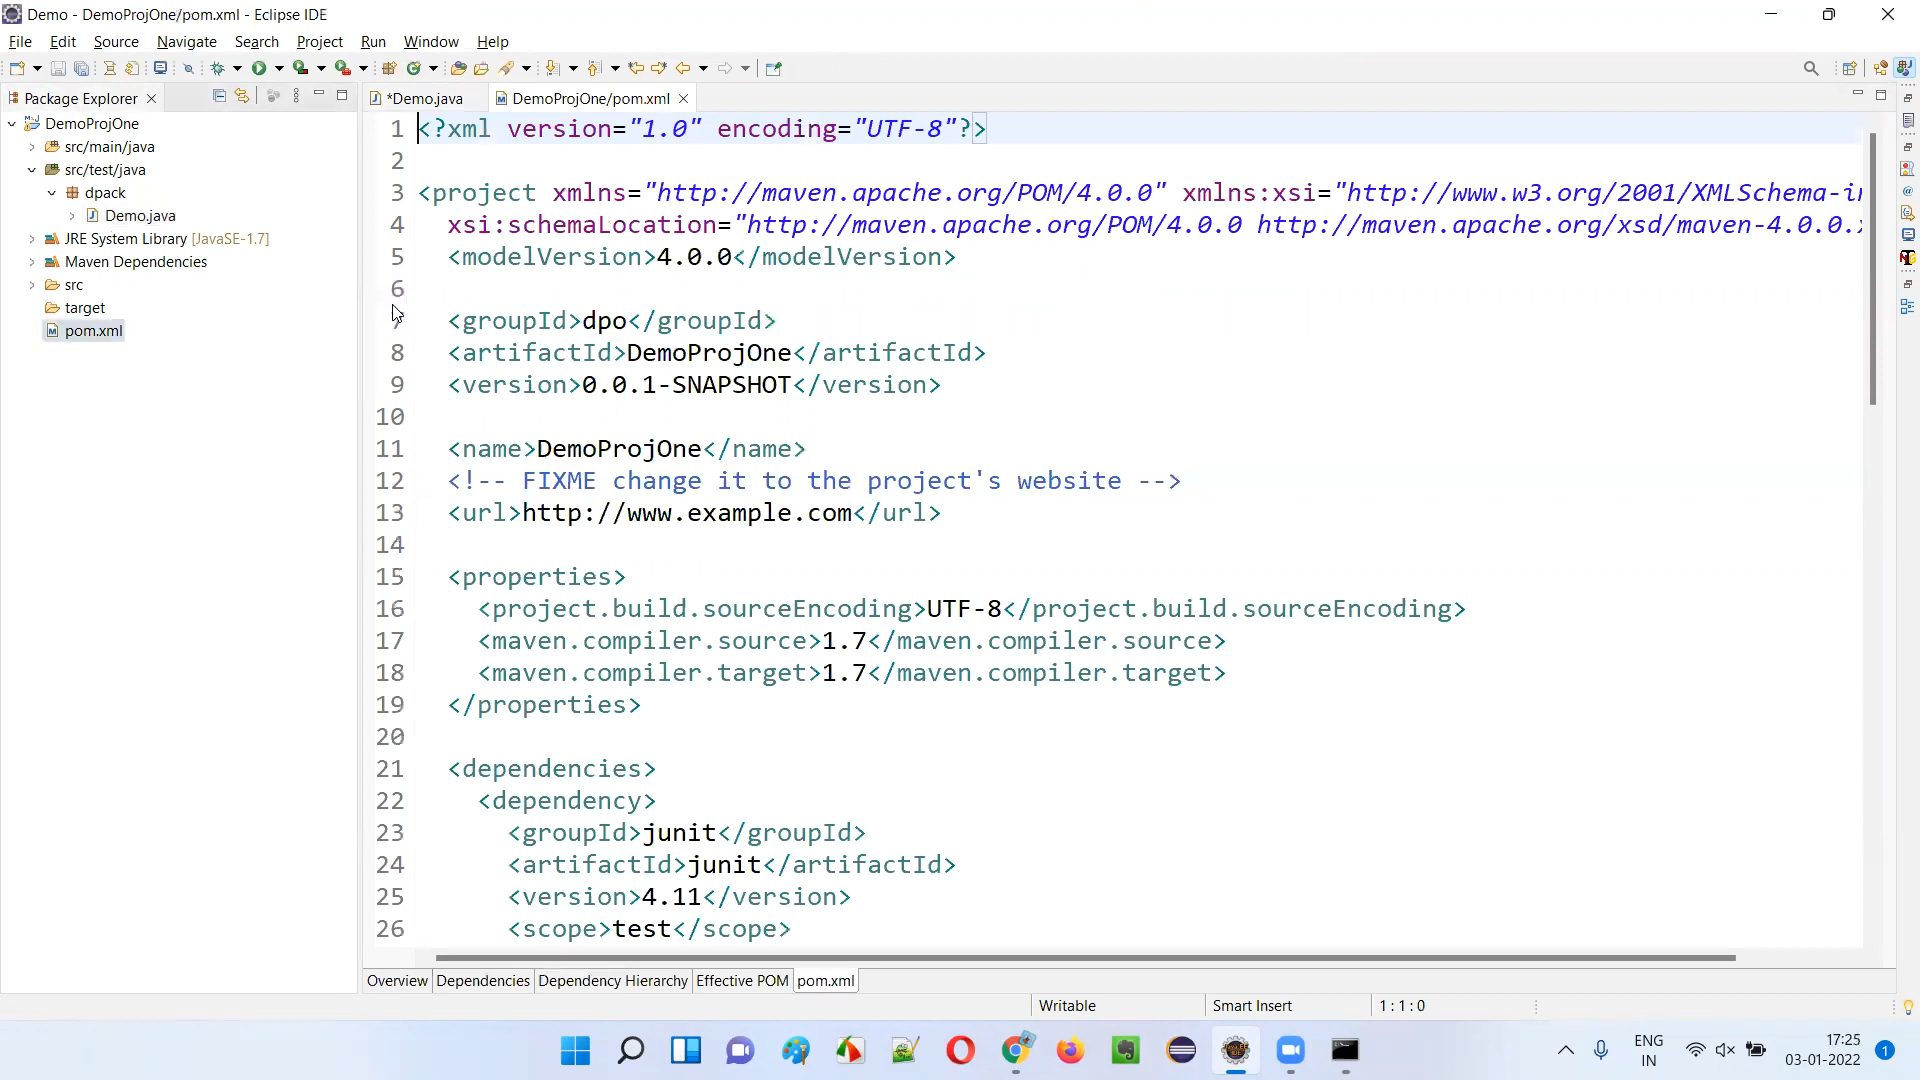 Demo - DemoProjOne/pom.xml - Eclipse IDE
File Edit Source Navigate Search Project Run Window Help
Package Explorer
DemoProjOne
src/main/java
src/test/java
dpack
Demo.java
JRE System Library [JavaSE-1.7]
Maven Dependencies
src
target
pom.xml
*Demo.java DemoProjOne/pom.xml
1 <?xml version="1.0" encoding="UTF-8"?>
2
3 <project xmlns="http://maven.apache.org/POM/4.0.0" xmlns:xsi="http://www.w3.org/2001/XMLSchema-in
4 xsi:schemaLocation="http://maven.apache.org/POM/4.0.0 http://maven.apache.org/xsd/maven-4.0.0.x
5 <modelVersion>4.0.0</modelVersion>
6
7 <groupId>dpo</groupId>
8 <artifactId>DemoProjOne</artifactId>
9 <version>0.0.1-SNAPSHOT</version>
10
11 <name>DemoProjOne</name>
12 <!-- FIXME change it to the project's website -->
13 <url>http://www.example.com</url>
14
15 <properties>
16 <project.build.sourceEncoding>UTF-8</project.build.sourceEncoding>
17 <maven.compiler.source>1.7</maven.compiler.source>
18 <maven.compiler.target>1.7</maven.compiler.target>
19 </properties>
20
21 <dependencies>
22 <dependency>
23 <groupId>junit</groupId>
24 <artifactId>junit</artifactId>
25 <version>4.11</version>
26 <scope>test</scope>
Overview Dependencies Dependency Hierarchy Effective POM pom.xml
Writable Smart Insert 1 : 1 : 0
ENG
IN
17:25
03-01-2022
1